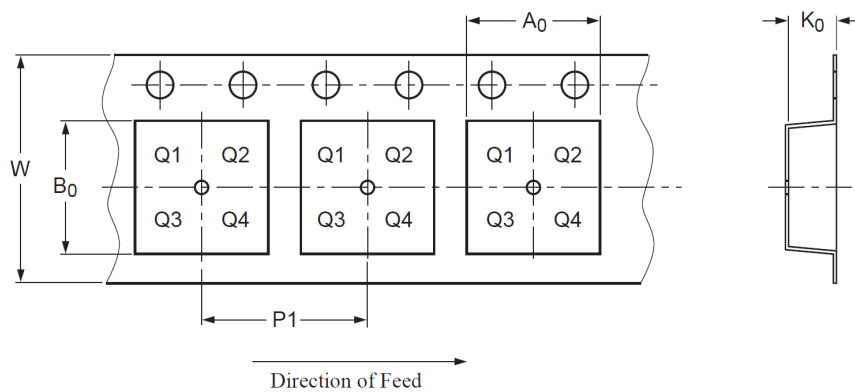 A0
K0
W
B0
Q1 Q2 Q1 Q2 Q1 Q2
Q3 Q4 Q3 Q4 Q3 Q4
P1
Direction of Feed